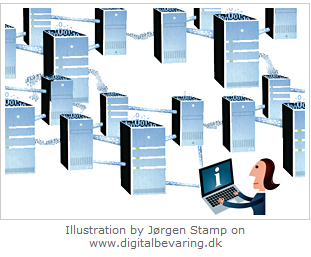 i
Illustration by Jørgen Stamp on
www.digitalbevaring.dk